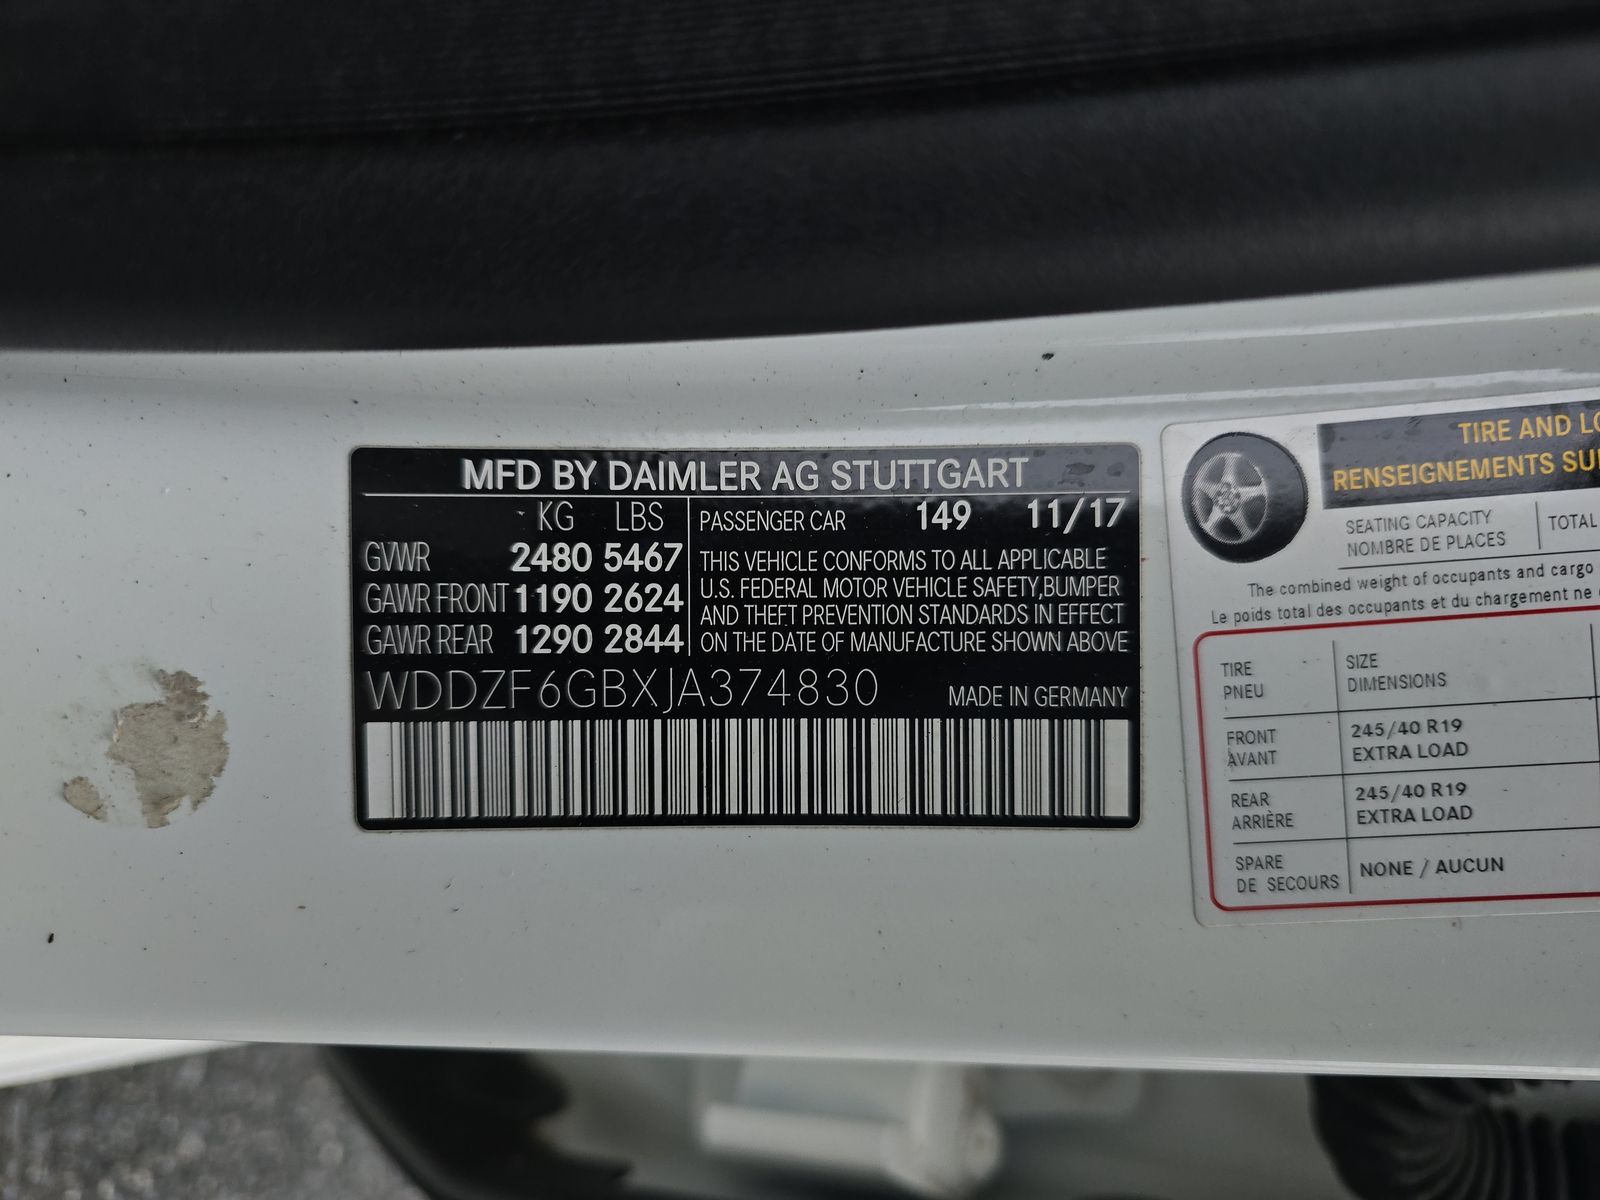 MFD BY DAIMLER AG STUTTGART
KG LBS
GVWR 2480 5467
GAWR FRONT 1190 2624
GAWR REAR 1290 2844
PASSENGER CAR 149 11/17
THIS VEHICLE CONFORMS TO ALL APPLICABLE
U.S. FEDERAL MOTOR VEHICLE SAFETY,BUMPER
AND THEFT PREVENTION STANDARDS IN EFFECT
ON THE DATE OF MANUFACTURE SHOWN ABOVE
WDDZF6GBXJA374830 MADE IN GERMANY
TIRE AND LO
RENSEIGNEMENTS SU
SEATING CAPACITY
NOMBRE DE PLACES
TOTAL
The combined weight of occupants and cargo
Le poids total des occupants et du chargement ne
TIRE
PNEU
SIZE
DIMENSIONS
FRONT
AVANT
245/40 R19
EXTRA LOAD
REAR
ARRIÈRE
245/40 R19
EXTRA LOAD
SPARE
DE SECOURS
NONE / AUCUN